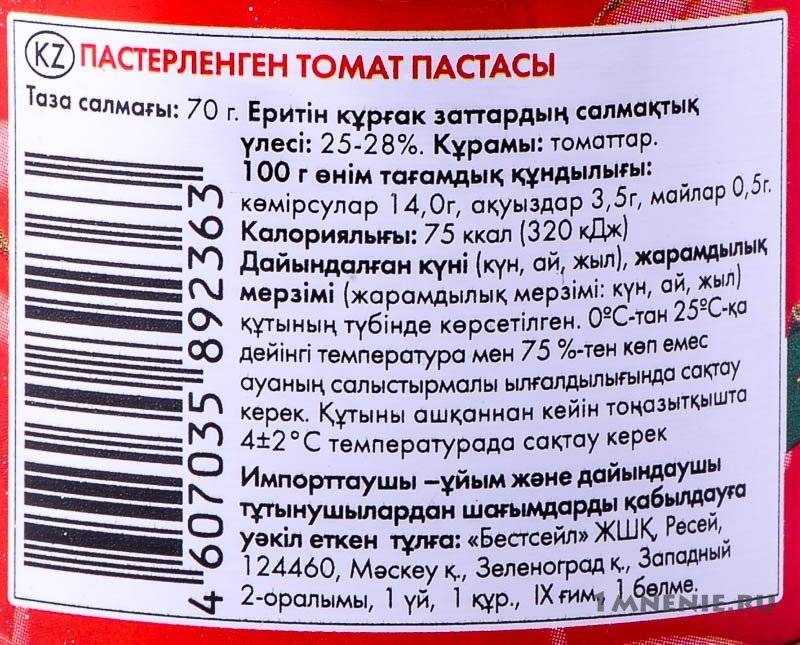 KZ ПАСТЕРЛЕНГЕН ТОМАТ ПАСТАСЫ
Таза салмағы: 70 г. Еритін құрғақ заттардың салмақтық
үлесі: 25-28%. Құрамы: томаттар.
100 г өнім тағамдық құндылығы:
көмірсулар 14,0г, ақуыздар 3,5г, майлар 0,5г.
Калориялығы: 75 ккал (320 кДж)
Дайындалған күні (күн, ай, жыл), жарамдылық
мерзімі (жарамдылық мерзімі: күн, ай, жыл)
құтының түбінде көрсетілген. 0ºС-тан 25ºС-қа
дейінгі температура мен 75 %-тен көп емес
ауаның салыстырмалы ылғалдылығында сақтау
керек. Құтыны ашқаннан кейін тоңазытқышта
4±2°С температурада сақтау керек
Импорттаушы –ұйым және дайындаушы
тұтынушылардан шағымдарды қабылдауға
уәкіл еткен тұлға: «Бестсейл» ЖШҚ, Ресей,
124460, Мәскеу қ., Зеленоград қ., Западный
2-оралымы, 1 үй, 1 құр., IX ғим, 1 бөлме.
4607035892363
1MNENIE.RU